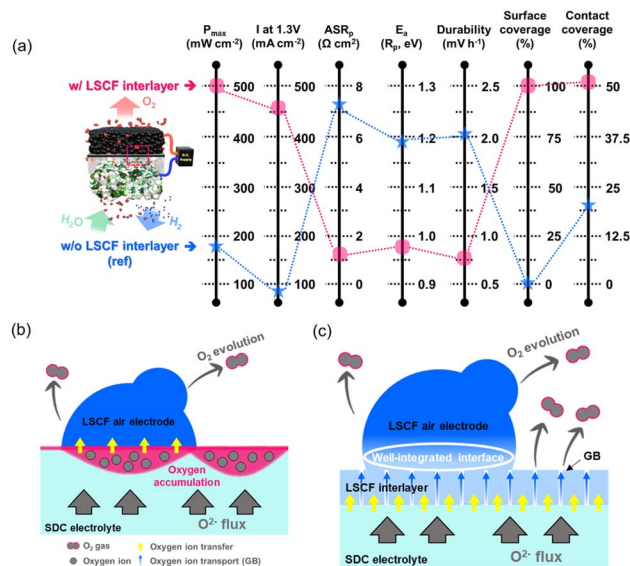 (a)
Pmax
(mW cm-2)
I at 1.3V
(mA cm-2)
ASRp
(Ω cm2)
Ea
(Rp, eV)
Durability
(mV h-1)
Surface
coverage
(%)
Contact
coverage
(%)
w/ LSCF interlayer
500 500 8 1.3 2.5 100 50
O2
400 400 6 1.2 2.0 75 37.5
300 300 4 1.1 1.5 50 25
H2O
H2
200 200 2 1.0 1.0 25 12.5
w/o LSCF interlayer
(ref)
100 100 0 0.9 0.5 0 0
(b)
O2 evolution
LSCF air electrode
Oxygen
accumulation
O2- flux
SDC electrolyte
O2 gas
Oxygen ion transfer
Oxygen ion
Oxygen ion transport (GB)
(c)
O2 evolution
LSCF air electrode
Well-integrated interface
GB
LSCF interlayer
O2- flux
SDC electrolyte